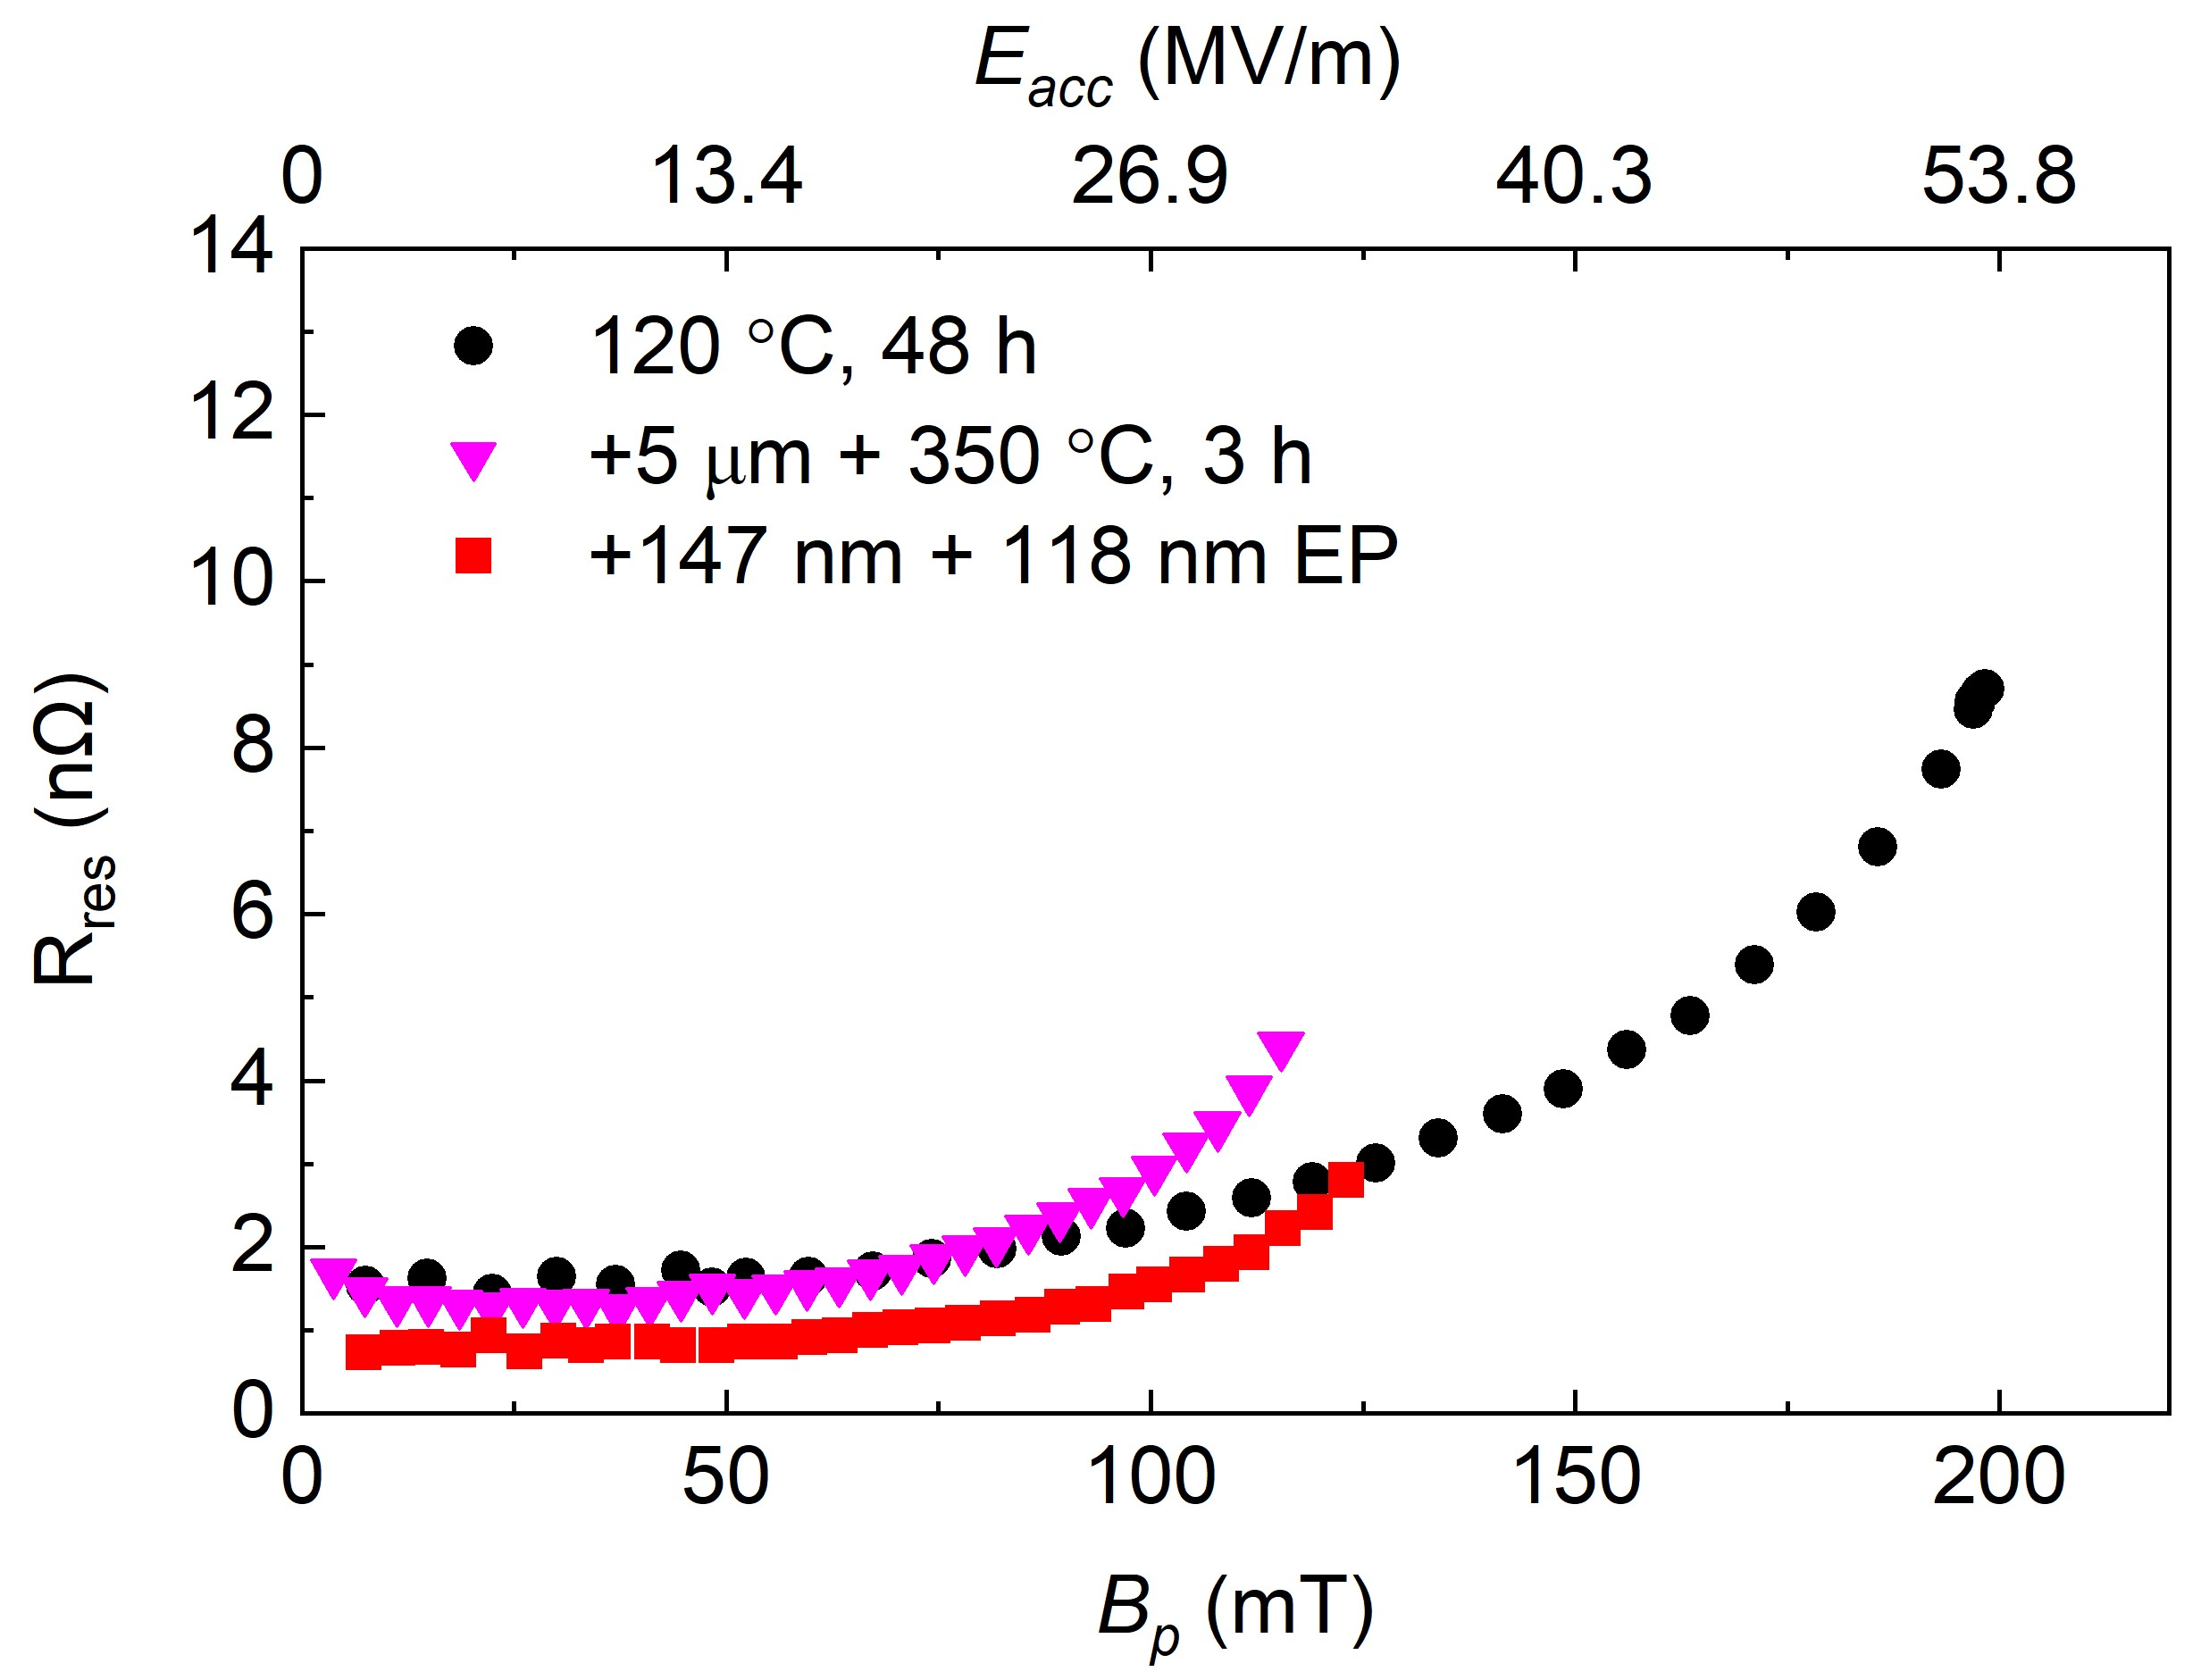 E_acc (MV/m)
0 13.4 26.9 40.3 53.8
14
12
10
8
6
4
2
0
R_res (nΩ)
120 °C, 48 h
+5 μm + 350 °C, 3 h
+147 nm + 118 nm EP
0 50 100 150 200
B_p (mT)